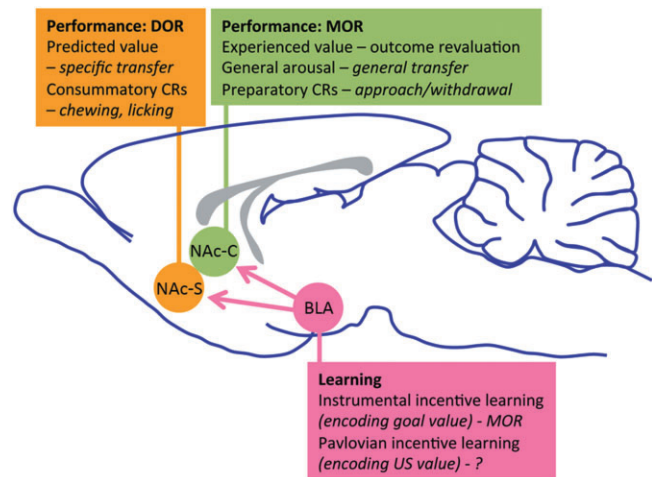 Performance: DOR
Predicted value
– specific transfer
Consummatory CRs
– chewing, licking
Performance: MOR
Experienced value – outcome revaluation
General arousal – general transfer
Preparatory CRs – approach/withdrawal
NAc-C
NAc-S
BLA
Learning
Instrumental incentive learning
(encoding goal value) - MOR
Pavlovian incentive learning
(encoding US value) - ?